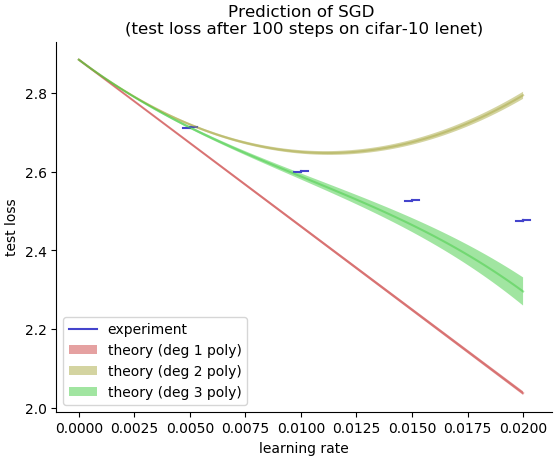 Prediction of SGD
(test loss after 100 steps on cifar-10 lenet)
test loss
2.8
2.6
2.4
2.2
2.0
experiment
theory (deg 1 poly)
theory (deg 2 poly)
theory (deg 3 poly)
0.0000 0.0025 0.0050 0.0075 0.0100 0.0125 0.0150 0.0175 0.0200
learning rate